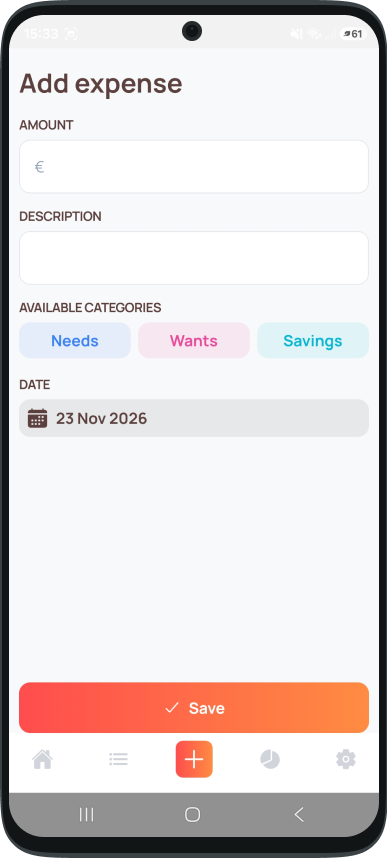 15:33 61
Add expense
AMOUNT
€
DESCRIPTION
AVAILABLE CATEGORIES
Needs Wants Savings
DATE
23 Nov 2026
Save